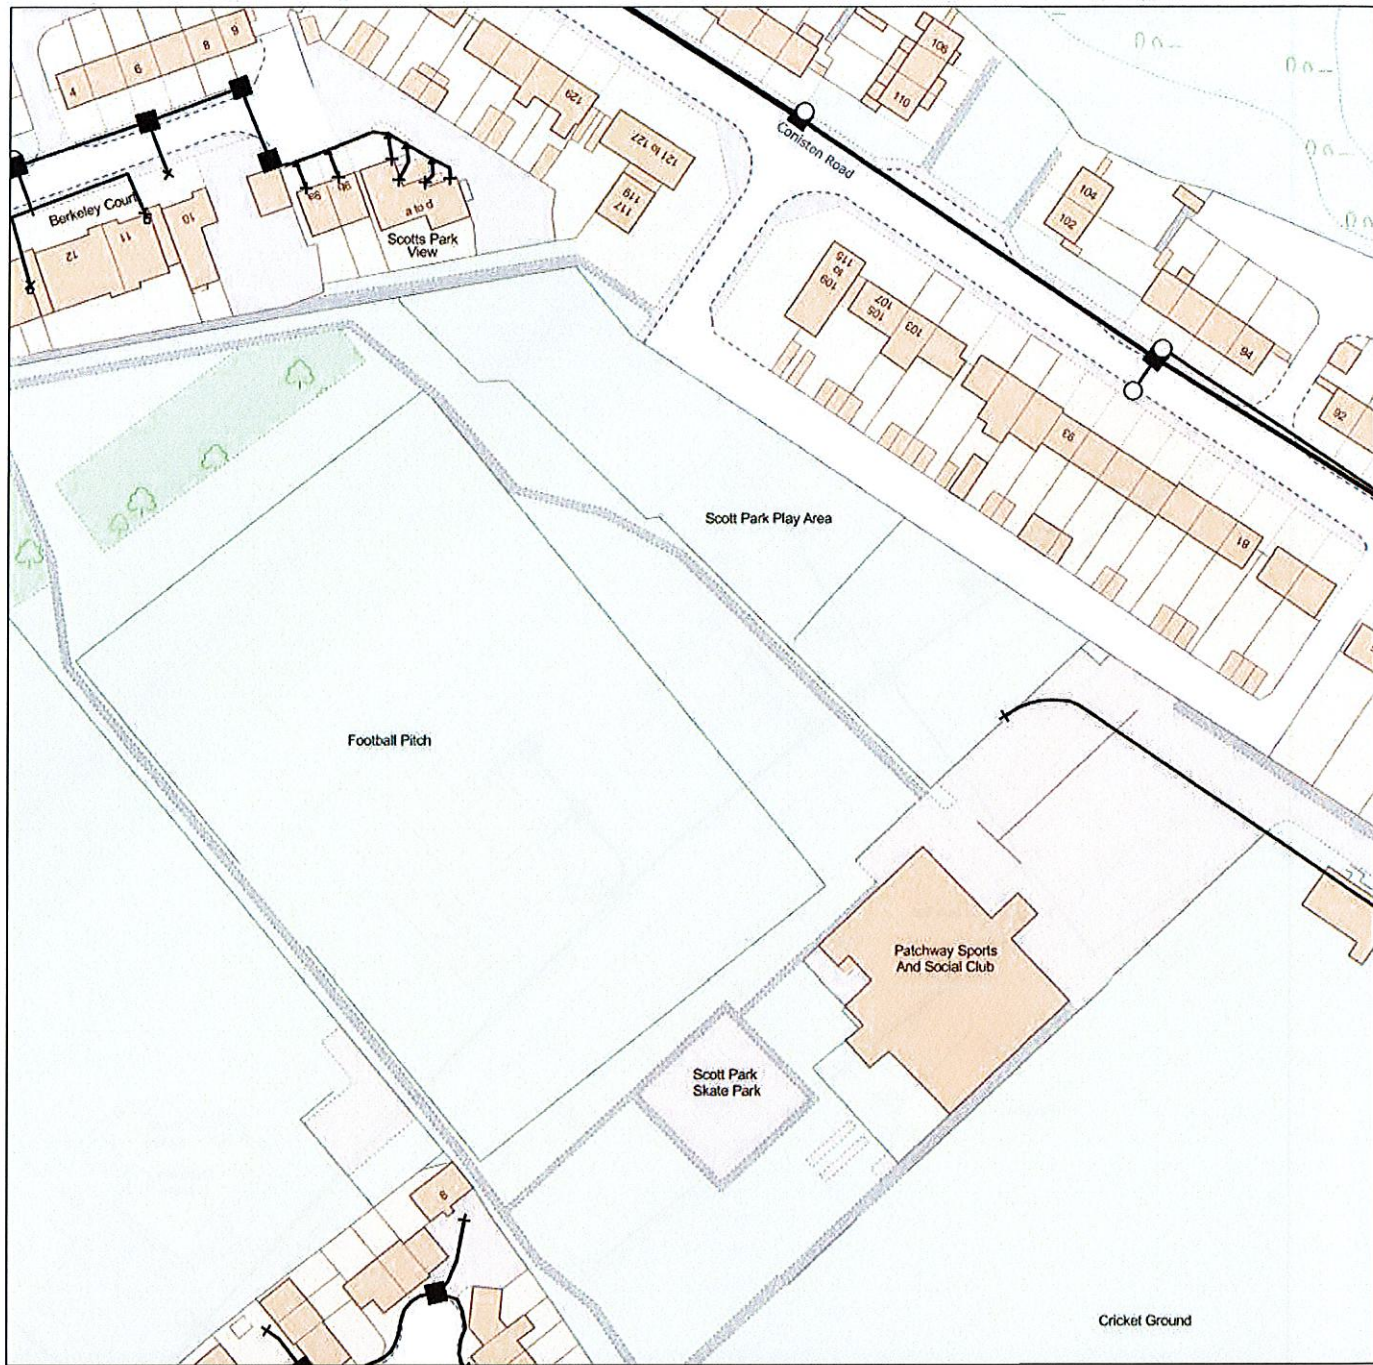 9
8
6
4
106
110
129
121 to 127
119
117
Coniston Road
104
102
Berkeley Court
10
11
12
9a
9b
a to d
Scotts Park
View
115
to
109
107
105
103
94
92
93
81
Scott Park Play Area
Football Pitch
Patchway Sports
And Social Club
Scott Park
Skate Park
8
Cricket Ground